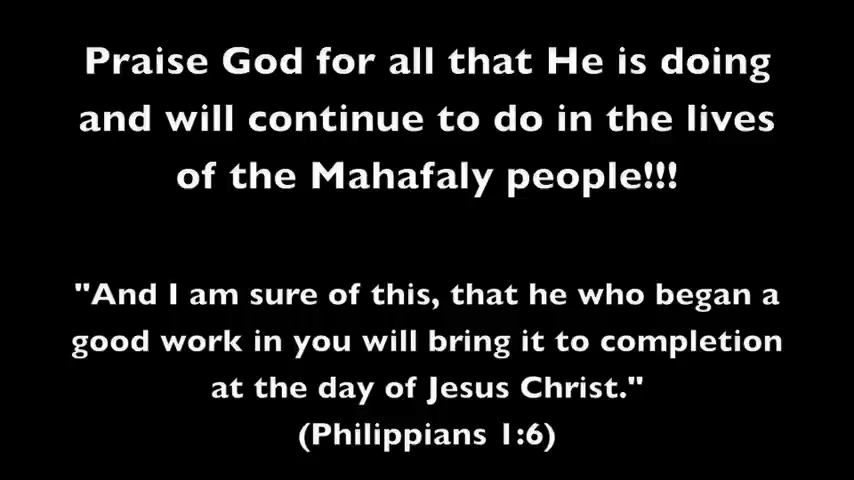 Praise God for all that He is doing
and will continue to do in the lives
of the Mahafaly people!!!
"And I am sure of this, that he who began a
good work in you will bring it to completion
at the day of Jesus Christ."
(Philippians 1:6)